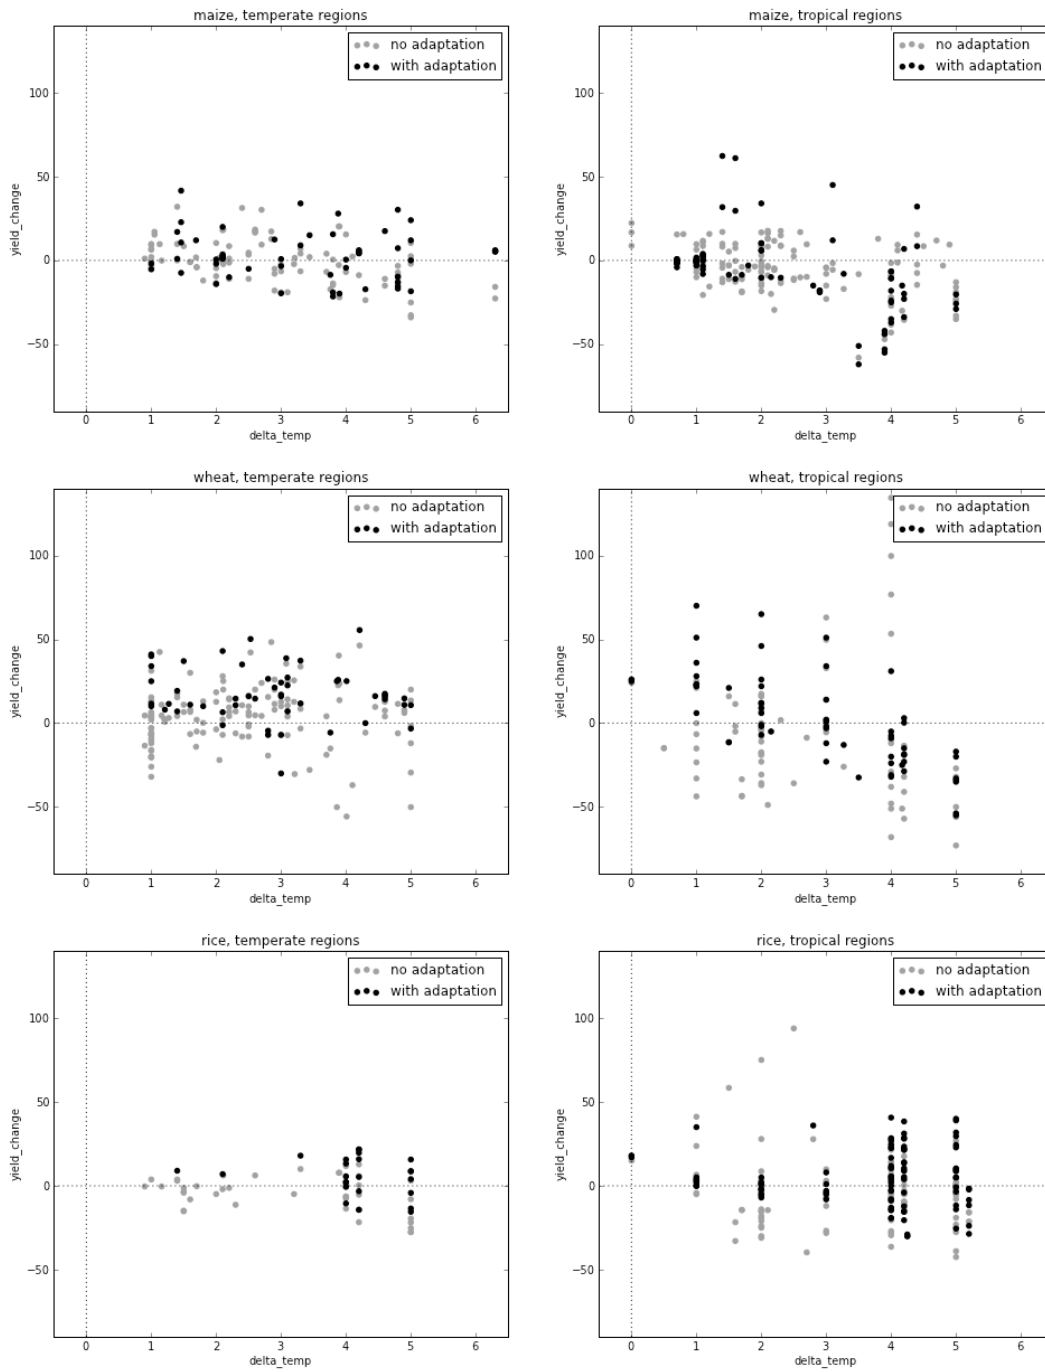 maize, temperate regions
no adaptation
with adaptation
100
50
0
−50
yield_change
0 1 2 3 4 5 6
delta_temp
maize, tropical regions
no adaptation
with adaptation
100
50
0
−50
yield_change
0 1 2 3 4 5 6
delta_temp
wheat, temperate regions
no adaptation
with adaptation
100
50
0
−50
yield_change
0 1 2 3 4 5 6
delta_temp
wheat, tropical regions
no adaptation
with adaptation
100
50
0
−50
yield_change
0 1 2 3 4 5 6
delta_temp
rice, temperate regions
no adaptation
with adaptation
100
50
0
−50
yield_change
0 1 2 3 4 5 6
delta_temp
rice, tropical regions
no adaptation
with adaptation
100
50
0
−50
yield_change
0 1 2 3 4 5 6
delta_temp